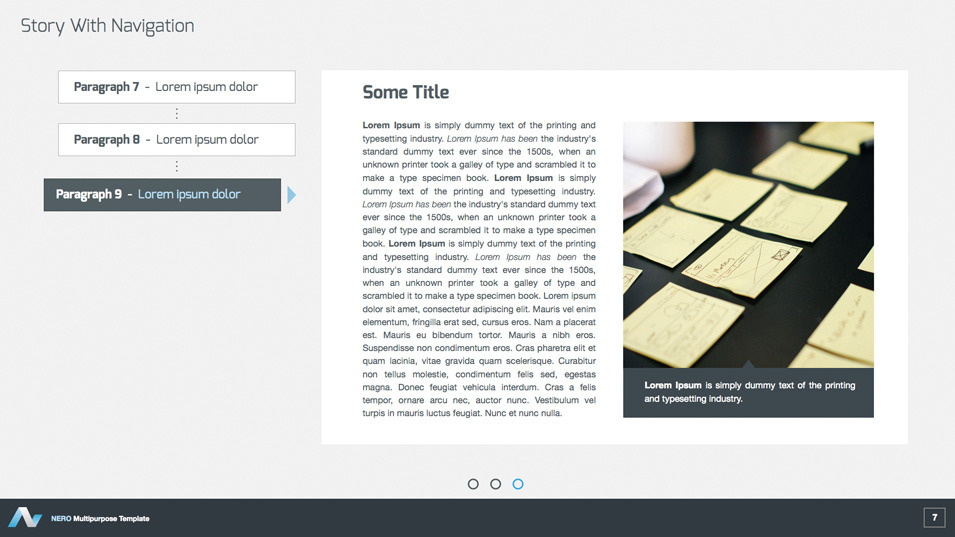 Story With Navigation
Paragraph 7 - Lorem ipsum dolor
Paragraph 8 - Lorem ipsum dolor
Paragraph 9 - Lorem ipsum dolor
Some Title
Lorem Ipsum is simply dummy text of the printing and
typesetting industry. Lorem Ipsum has been the industry's
standard dummy text ever since the 1500s, when an
unknown printer took a galley of type and scrambled it to
make a type specimen book. Lorem Ipsum is simply
dummy text of the printing and typesetting industry.
Lorem Ipsum has been the industry's standard dummy text
ever since the 1500s, when an unknown printer took a
galley of type and scrambled it to make a type specimen
book. Lorem Ipsum is simply dummy text of the printing
and typesetting industry. Lorem Ipsum has been the
industry's standard dummy text ever since the 1500s,
when an unknown printer took a galley of type and
scrambled it to make a type specimen book. Lorem ipsum
dolor sit amet, consectetur adipiscing elit. Mauris vel enim
elementum, fringilla erat sed, cursus eros. Nam a placerat
est. Mauris eu bibendum tortor. Mauris a nibh eros.
Suspendisse non condimentum eros. Cras pharetra elit et
quam lacinia, vitae gravida quam scelerisque. Curabitur
non tellus molestie, condimentum felis sed, egestas
magna. Donec feugiat vehicula interdum. Cras a felis
tempor, ornare arcu nec, auctor nunc. Vestibulum vel
turpis in mauris luctus feugiat. Nunc et nunc nulla.
Lorem Ipsum is simply dummy text of the printing
and typesetting industry.
NERO Multipurpose Template
7